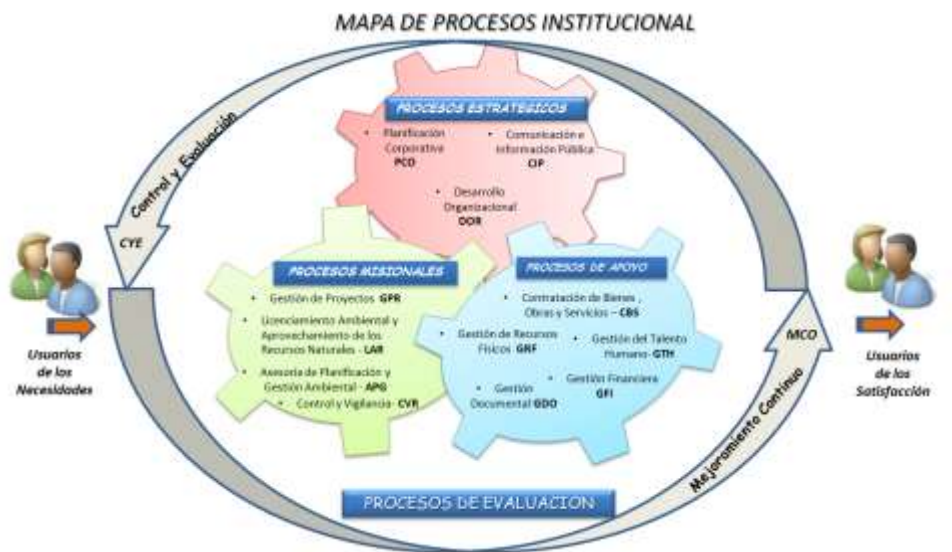 MAPA DE PROCESOS INSTITUCIONAL
PROCESOS ESTRATEGICOS
• Planificación
Corporativa
PCO
• Comunicación e
Información Pública
CIP
• Desarrollo
Organizacional
DOR
Control y Evaluación
CYE
PROCESOS MISIONALES
• Gestión de Proyectos GPR
• Licenciamiento Ambiental y
Aprovechamiento de los
Recursos Naturales - LAR
• Asesoría de Planificación y
Gestión Ambiental - APG
• Control y Vigilancia- CVR
PROCESOS DE APOYO
• Contratación de Bienes ,
Obras y Servicios – CBS
• Gestión de Recursos
Físicos GRF
• Gestión del Talento
Humano- GTH
• Gestión
Documental GDO
• Gestión Financiera
GFI
MCO
Mejoramiento Continuo
Usuarios
de las
Necesidades
Usuarios
de las
Satisfacción
PROCESOS DE EVALUACION